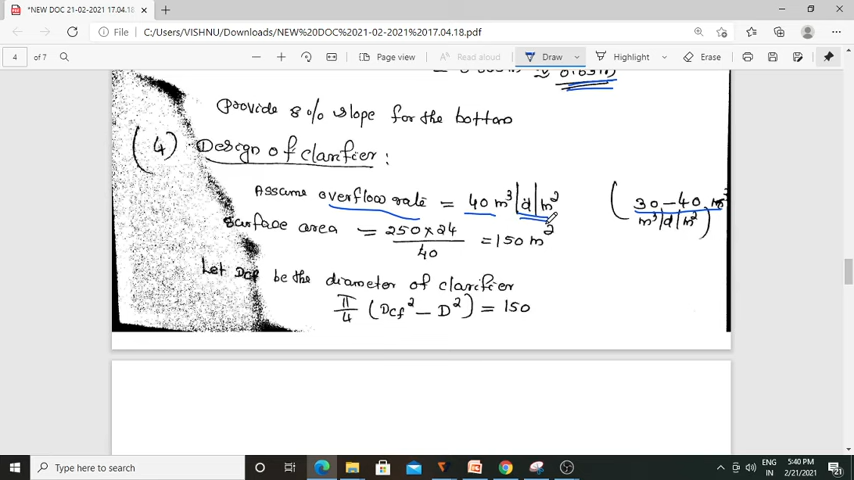 *NEW DOC 21-02-2021 17.04.18.p
File
C:/Users/VISHNU/Downloads/NEW%20DOC%2021-02-2021%2017.04.18.pdf
4
of 7
Page view
Read aloud
Draw
Highlight
Erase
Provide 8% slope for the bottom
(4) Design of clarifier:
Assume overflow rate = 40 m³|d|m² (30-40 m³
m³|d|m²)
Surface area = 250×24
40
=150 m²
Let Dcf be the diameter of clarifier
π/4 (Dcf² - D²) = 150
Type here to search
ENG
IN
5:40 PM
2/21/2021
21